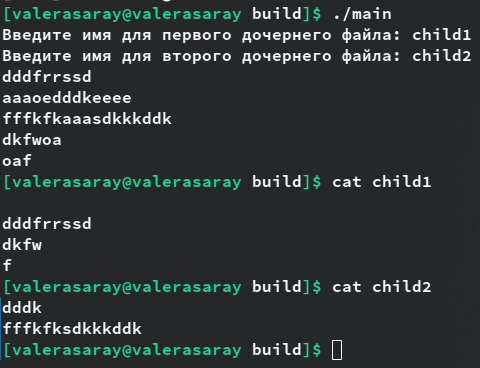 [valerasaray@valerasaray build]$ ./main
Введите имя для первого дочернего файла: child1
Введите имя для второго дочернего файла: child2
dddfrrssd
aaaoedddkeeee
fffkfkaaasdkkkddk
dkfwoa
oaf
[valerasaray@valerasaray build]$ cat child1

dddfrrssd
dkfw
f
[valerasaray@valerasaray build]$ cat child2
dddk
fffkfksdkkkddk
[valerasaray@valerasaray build]$